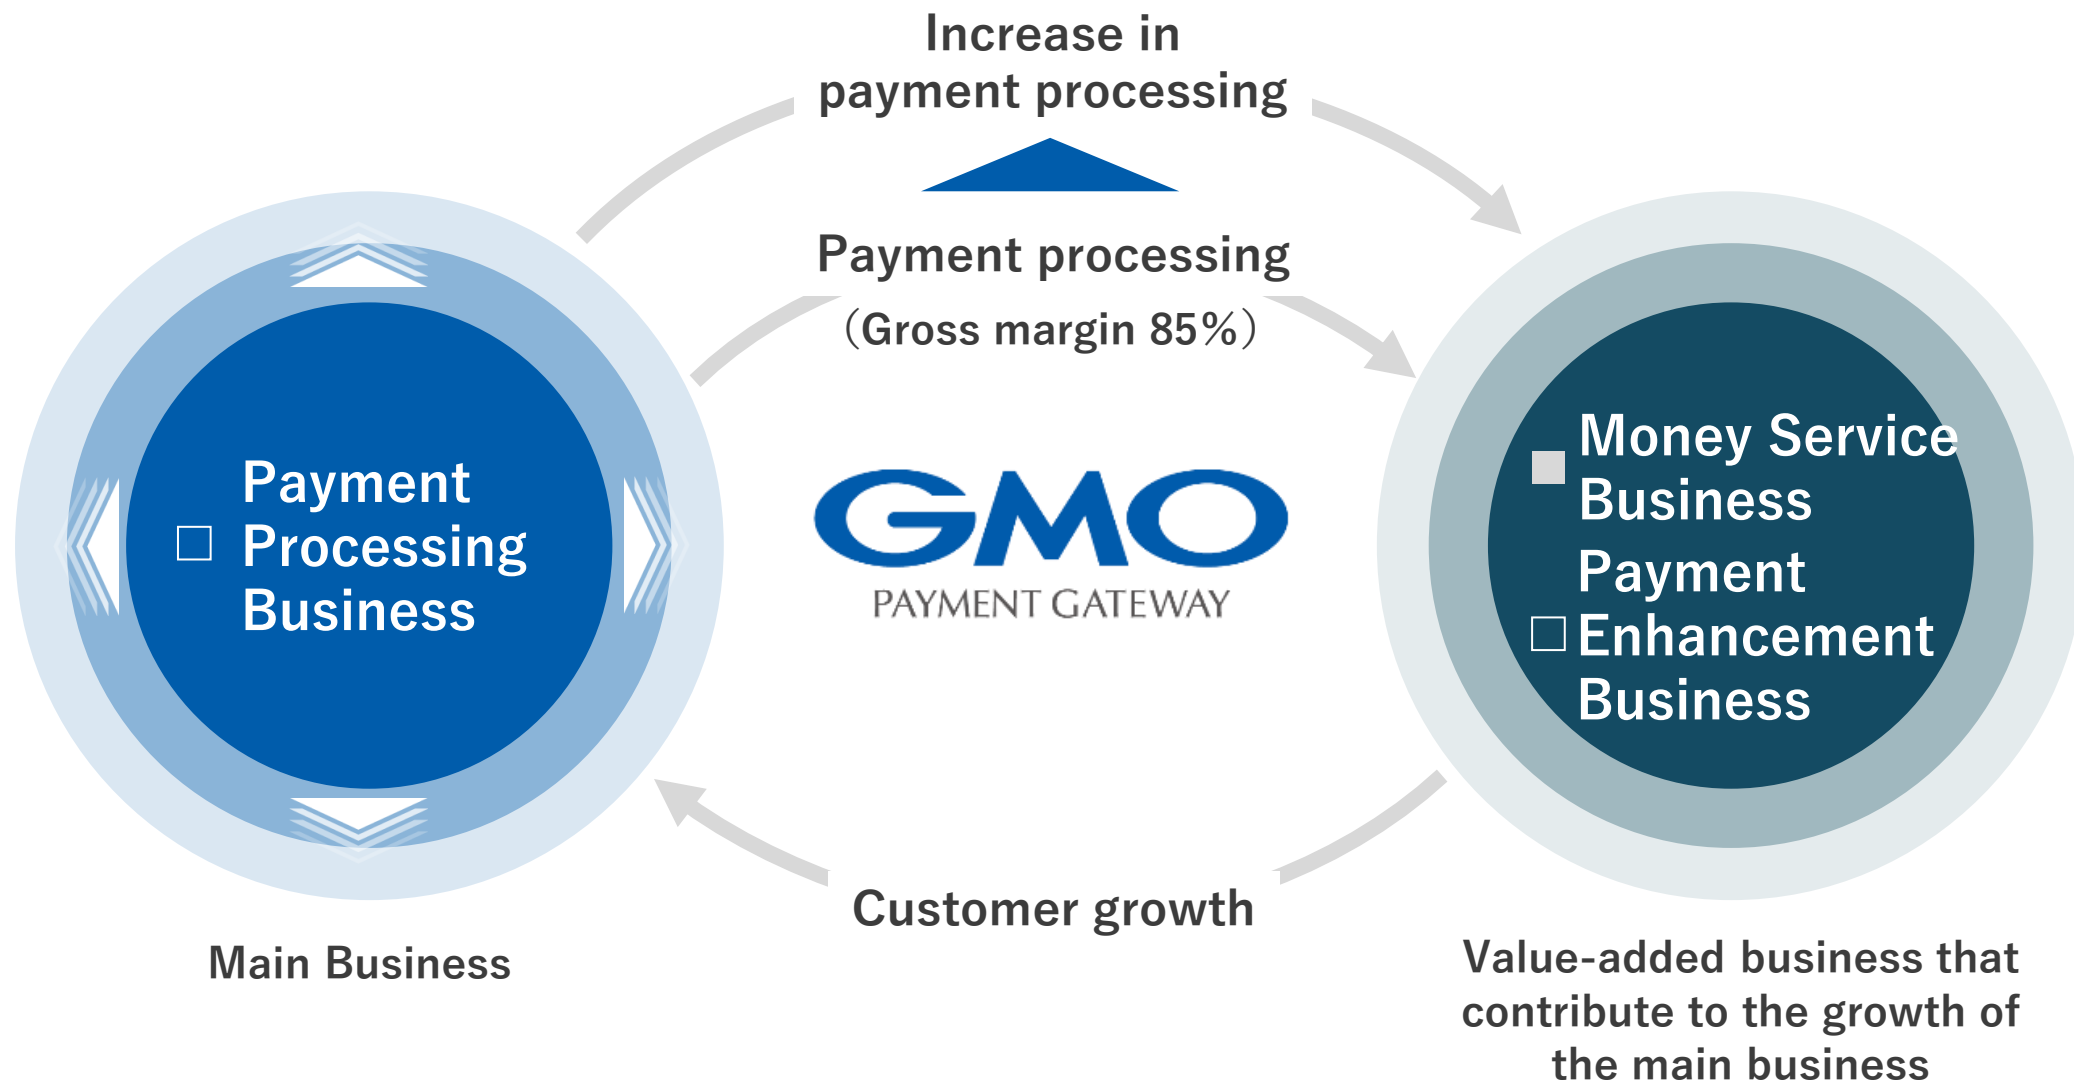 Increase in
payment processing
Payment processing
（Gross margin 85%）
Payment
Processing
Business
GMO
PAYMENT GATEWAY
Money Service
Business
Payment
Enhancement
Business
Customer growth
Main Business
Value-added business that
contribute to the growth of
the main business